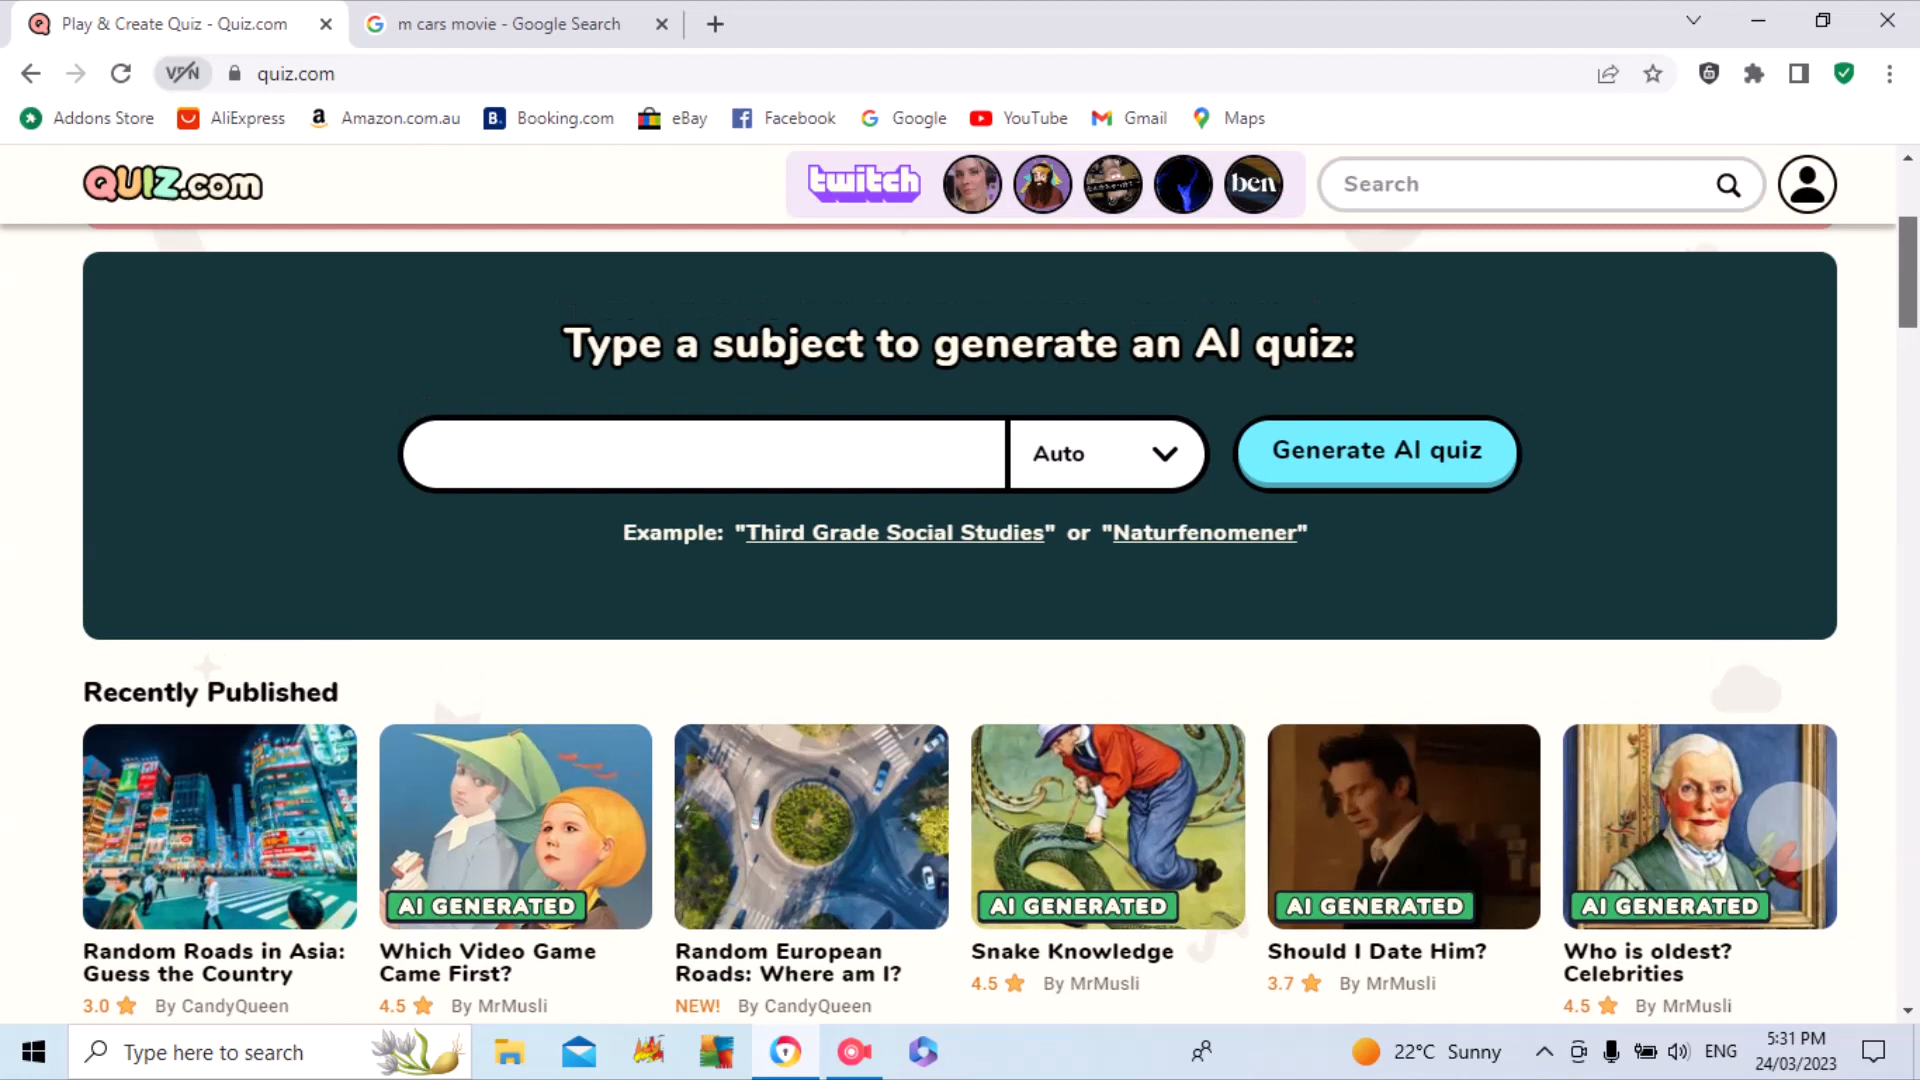 Play & Create Quiz - Quiz.com
m cars movie - Google Search
VPN
quiz.com
Addons Store
AliExpress
Amazon.com.au
Booking.com
eBay
Facebook
Google
YouTube
Gmail
Maps
QUIZ.com
twitch
ben
Search
Type a subject to generate an AI quiz:
Auto
Generate AI quiz
Example: "Third Grade Social Studies" or "Naturfenomener"
Recently Published
AI GENERATED
AI GENERATED
AI GENERATED
AI GENERATED
Random Roads in Asia:
Guess the Country
3.0 By CandyQueen
Which Video Game
Came First?
4.5 By MrMusli
Random European
Roads: Where am I?
NEW! By CandyQueen
Snake Knowledge
4.5 By MrMusli
Should I Date Him?
3.7 By MrMusli
Who is oldest?
Celebrities
4.5 By MrMusli
Type here to search
22°C Sunny
ENG
5:31 PM
24/03/2023